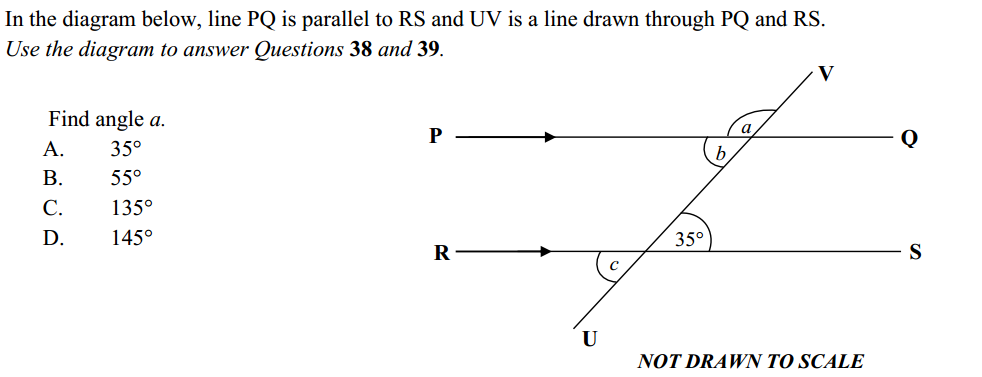 In the diagram below, line PQ is parallel to RS and UV is a line drawn through PQ and RS.
Use the diagram to answer Questions 38 and 39.
V
Find angle a.
P
a
Q
A. 35°
b
B. 55°
C. 135°
D. 145°
35°
R
S
c
U
NOT DRAWN TO SCALE